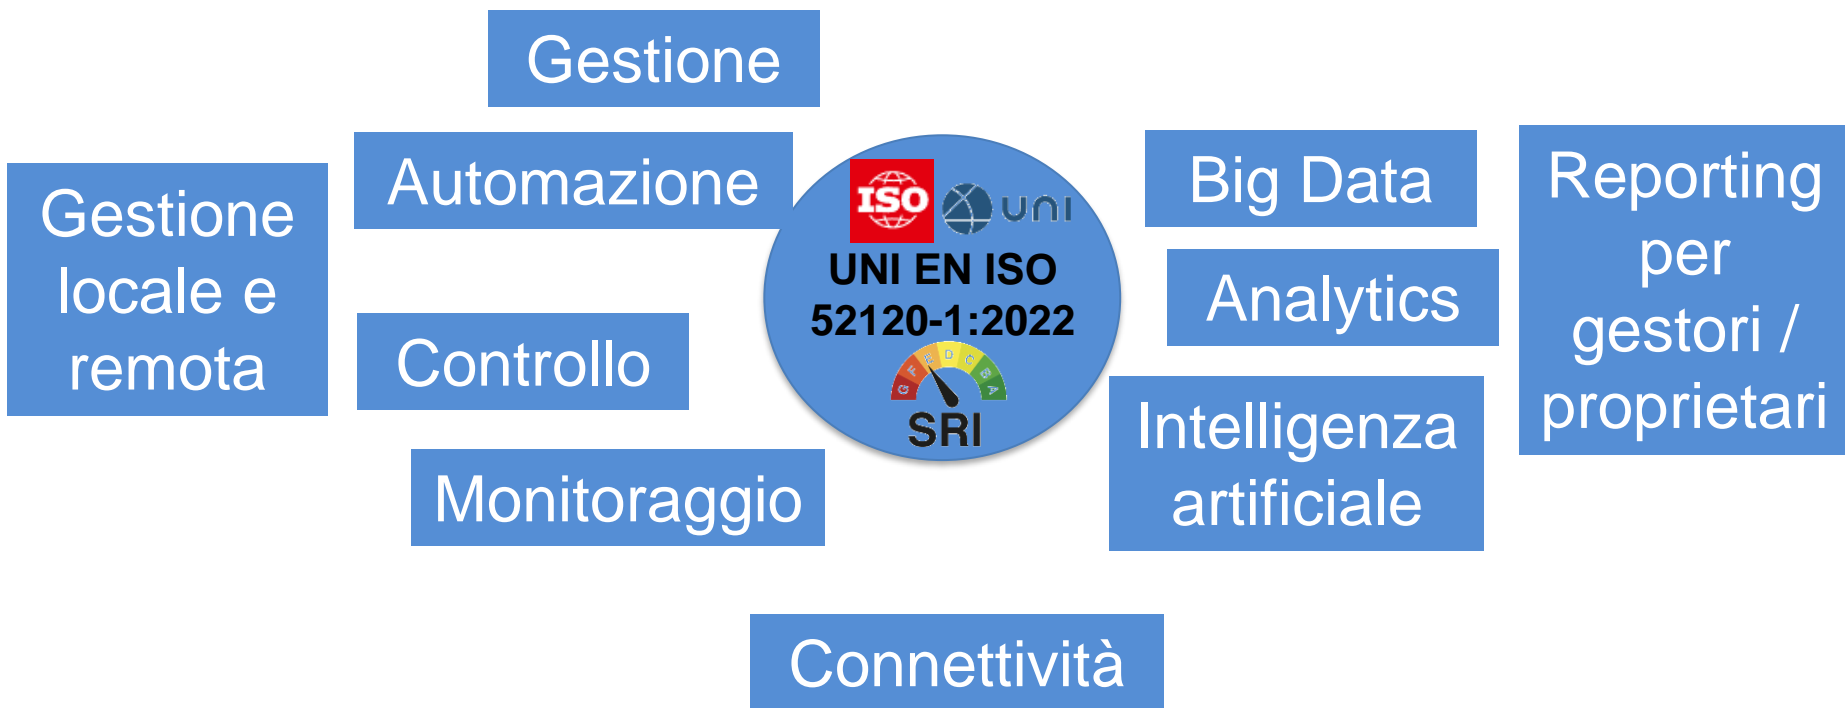 Gestione
Gestione
locale e
remota
Automazione
Controllo
Monitoraggio
ISO
UNI
UNI EN ISO
52120-1:2022
G F E D C B A
SRI
Big Data
Analytics
Intelligenza
artificiale
Reporting
per
gestori /
proprietari
Connettività